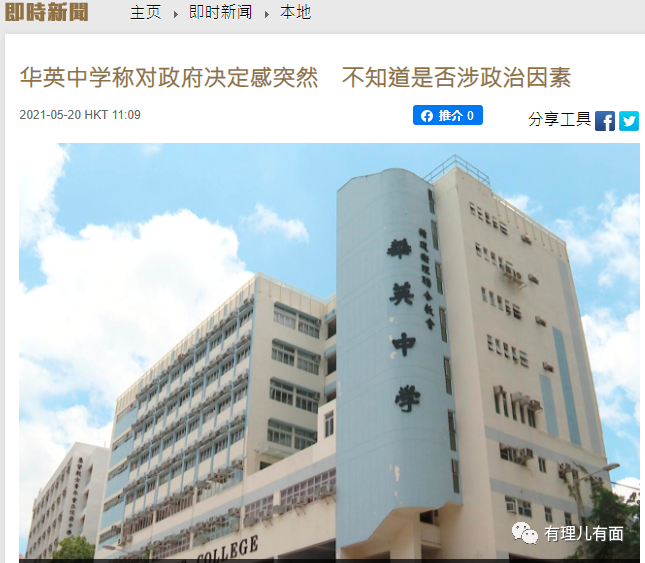 即時新聞
主页 ▸ 即时新闻 ▸ 本地
华英中学称对政府决定感突然 不知道是否涉政治因素
2021-05-20 HKT 11:09
推介 0
分享工具
華英中學
COLLEGE
有理儿有面